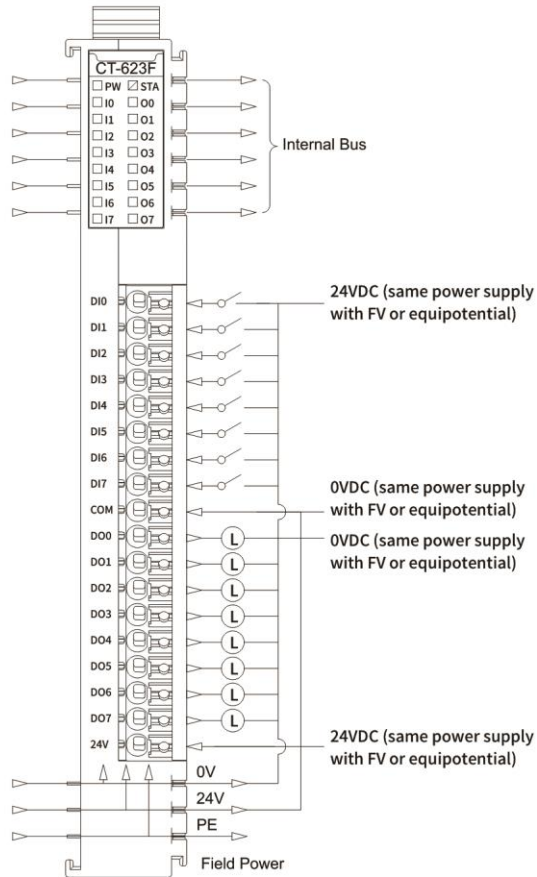 CT-623F
PW STA
I0 O0
I1 O1
I2 O2
I3 O3
I4 O4
I5 O5
I6 O6
I7 O7
Internal Bus
DI0
24VDC (same power supply
with FV or equipotential)
DI1
DI2
DI3
DI4
DI5
DI6
DI7
0VDC (same power supply
with FV or equipotential)
COM
DO0 L
0VDC (same power supply
with FV or equipotential)
DO1 L
DO2 L
DO3 L
DO4 L
DO5 L
DO6 L
DO7 L
24V
24VDC (same power supply
with FV or equipotential)
0V
24V
PE
Field Power